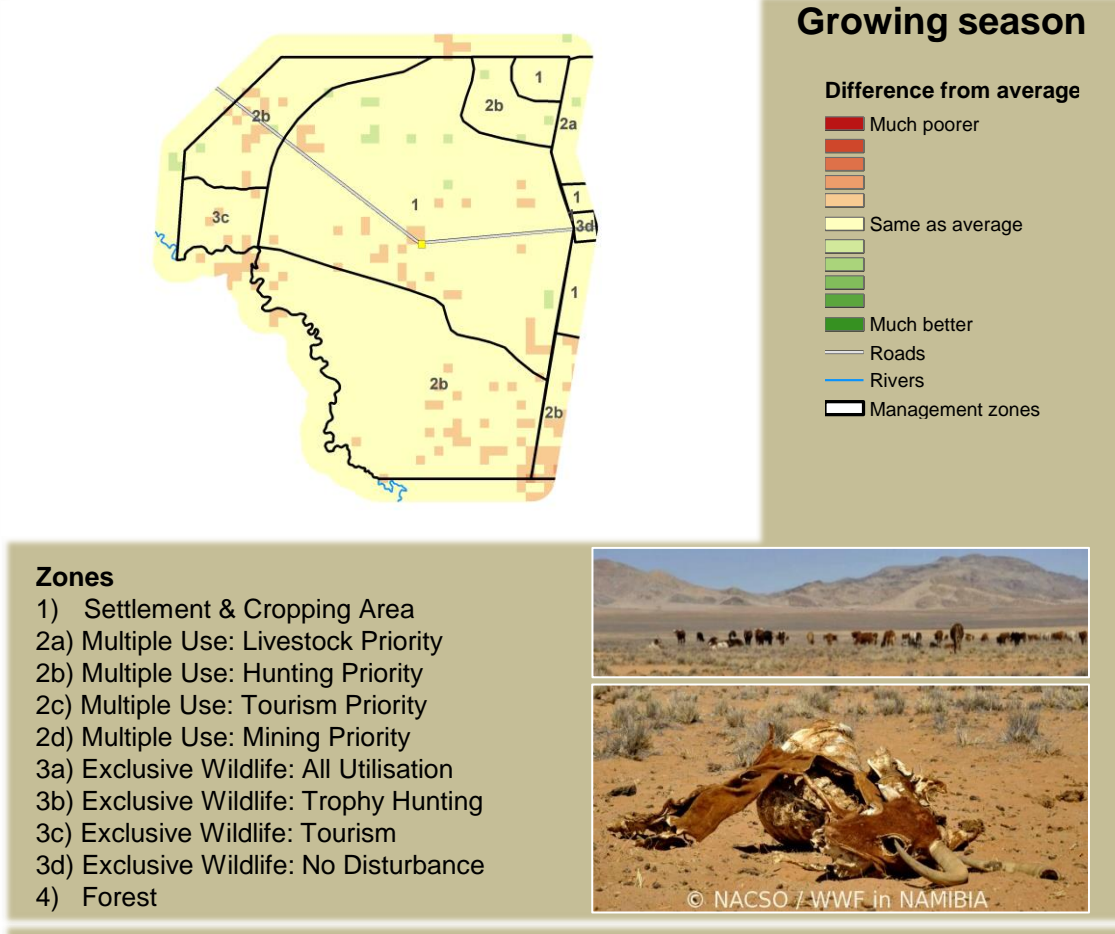 Growing season
Difference from average
Much poorer
Same as average
Much better
Roads
Rivers
Management zones
1
2b
2b
2a
1
1
3c
3d
1
2b
2b
Zones
1) Settlement & Cropping Area
2a) Multiple Use: Livestock Priority
2b) Multiple Use: Hunting Priority
2c) Multiple Use: Tourism Priority
2d) Multiple Use: Mining Priority
3a) Exclusive Wildlife: All Utilisation
3b) Exclusive Wildlife: Trophy Hunting
3c) Exclusive Wildlife: Tourism
3d) Exclusive Wildlife: No Disturbance
4) Forest
© NACSO / WWF in NAMIBIA